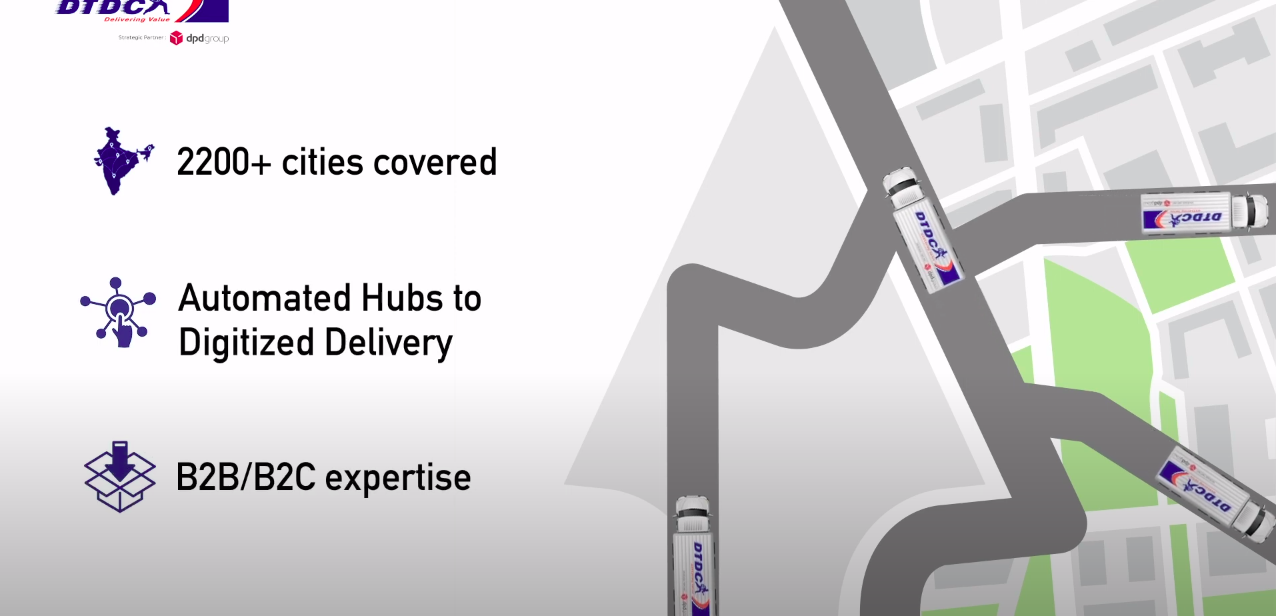 DTDC
Delivering Value
Strategic Partner: dpdgroup
2200+ cities covered
Automated Hubs to
Digitized Delivery
B2B/B2C expertise
DTDC
DTDC
DTDC
DTDC